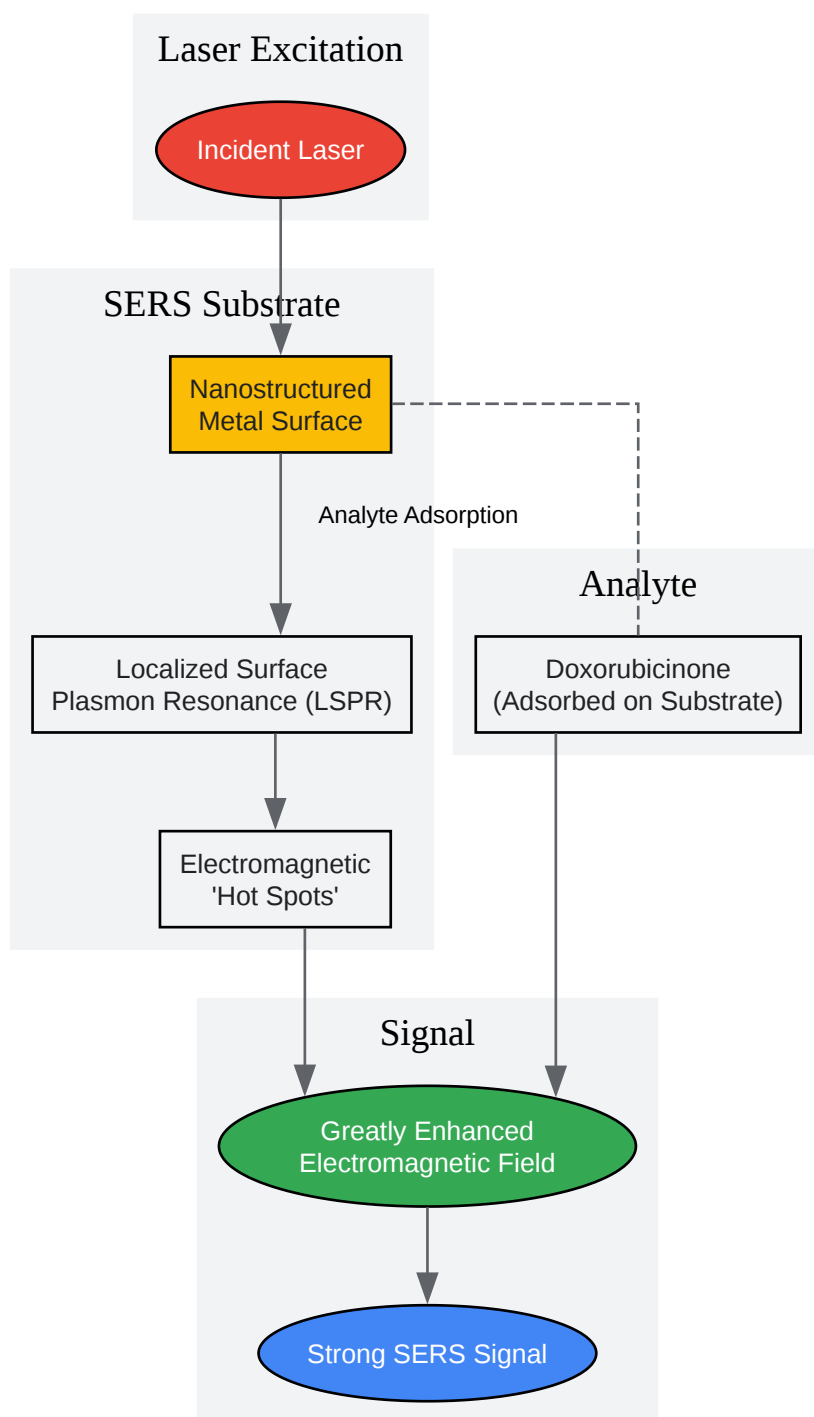 Laser Excitation
Incident Laser
SERS Substrate
Nanostructured
Metal Surface
Analyte Adsorption
Analyte
Localized Surface
Plasmon Resonance (LSPR)
Doxorubicinone
(Adsorbed on Substrate)
Electromagnetic
'Hot Spots'
Signal
Greatly Enhanced
Electromagnetic Field
Strong SERS Signal